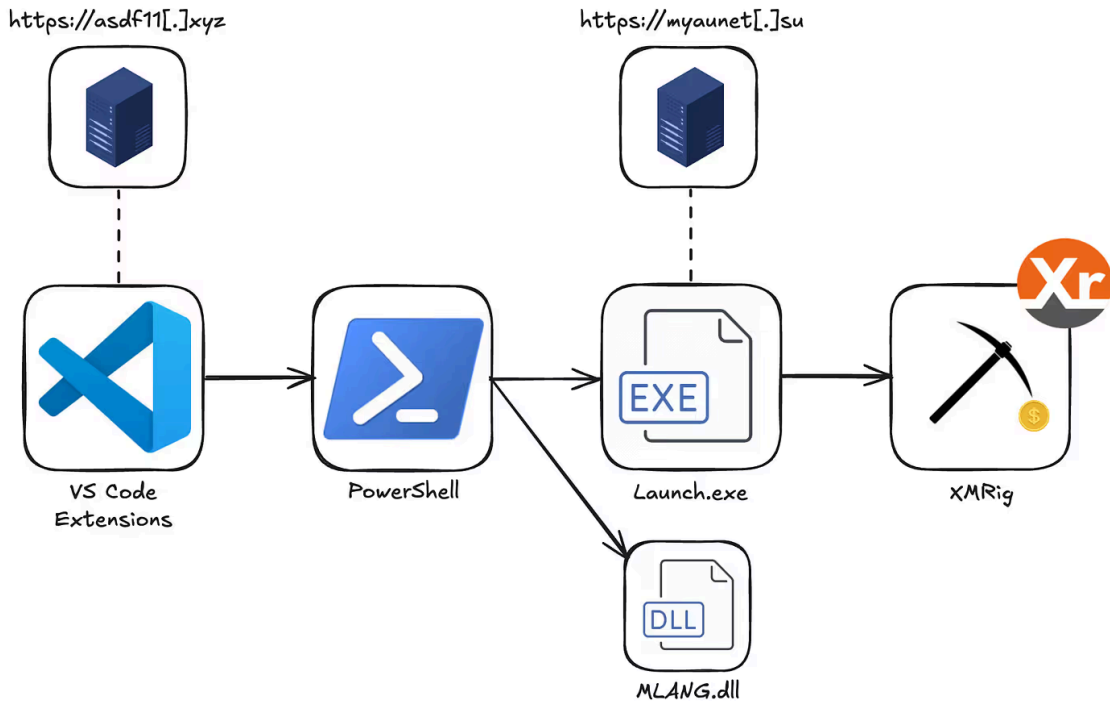 https://asdf11[.]xyz
https://myaunet[.]su
Xr
EXE
$
VS Code
Extensions
PowerShell
Launch.exe
XMRig
DLL
MLANG.dll